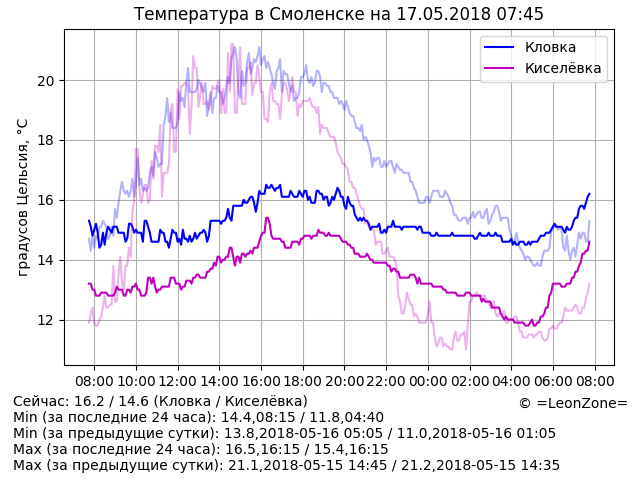 Температура в Смоленске на 17.05.2018 07:45
градусов Цельсия, °C
20
18
16
14
12
Кловка
Киселёвка
08:00 10:00 12:00 14:00 16:00 18:00 20:00 22:00 00:00 02:00 04:00 06:00 08:00
Сейчас: 16.2 / 14.6 (Кловка / Киселёвка)
© =LeonZone=
Min (за последние 24 часа): 14.4,08:15 / 11.8,04:40
Min (за предыдущие сутки): 13.8,2018-05-16 05:05 / 11.0,2018-05-16 01:05
Max (за последние 24 часа): 16.5,16:15 / 15.4,16:15
Max (за предыдущие сутки): 21.1,2018-05-15 14:45 / 21.2,2018-05-15 14:35